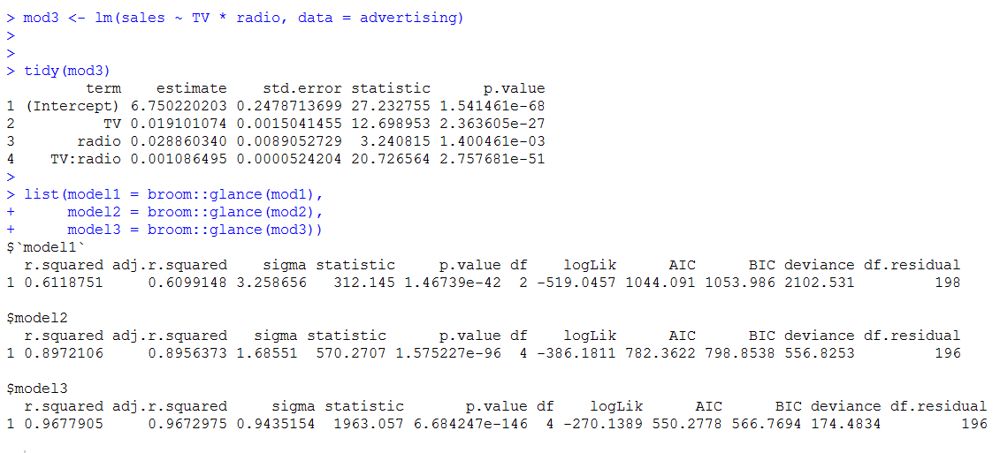 > mod3 <- lm(sales ~ TV * radio, data = advertising)
>
>
> tidy(mod3)
         term    estimate    std.error statistic      p.value
1 (Intercept) 6.750220203 0.2478713699 27.232755 1.541461e-68
2          TV 0.019101074 0.0015041455 12.698953 2.363605e-27
3       radio 0.028860340 0.0089052729  3.240815 1.400461e-03
4    TV:radio 0.001086495 0.0000524204 20.726564 2.757681e-51
>
> list(model1 = broom::glance(mod1),
+      model2 = broom::glance(mod2),
+      model3 = broom::glance(mod3))
$`model1`
  r.squared adj.r.squared    sigma statistic     p.value df    logLik      AIC      BIC deviance df.residual
1 0.6118751     0.6099148 3.258656   312.145 1.46739e-42  2 -519.0457 1044.091 1053.986 2102.531         198
$model2
  r.squared adj.r.squared   sigma statistic      p.value df    logLik      AIC      BIC deviance df.residual
1 0.8972106     0.8956373 1.68551  570.2707 1.575227e-96  4 -386.1811 782.3622 798.8538 556.8253         196
$model3
  r.squared adj.r.squared     sigma statistic       p.value df    logLik      AIC      BIC deviance df.residual
1 0.9677905     0.9672975 0.9435154  1963.057 6.684247e-146  4 -270.1389 550.2778 566.7694 174.4834         196